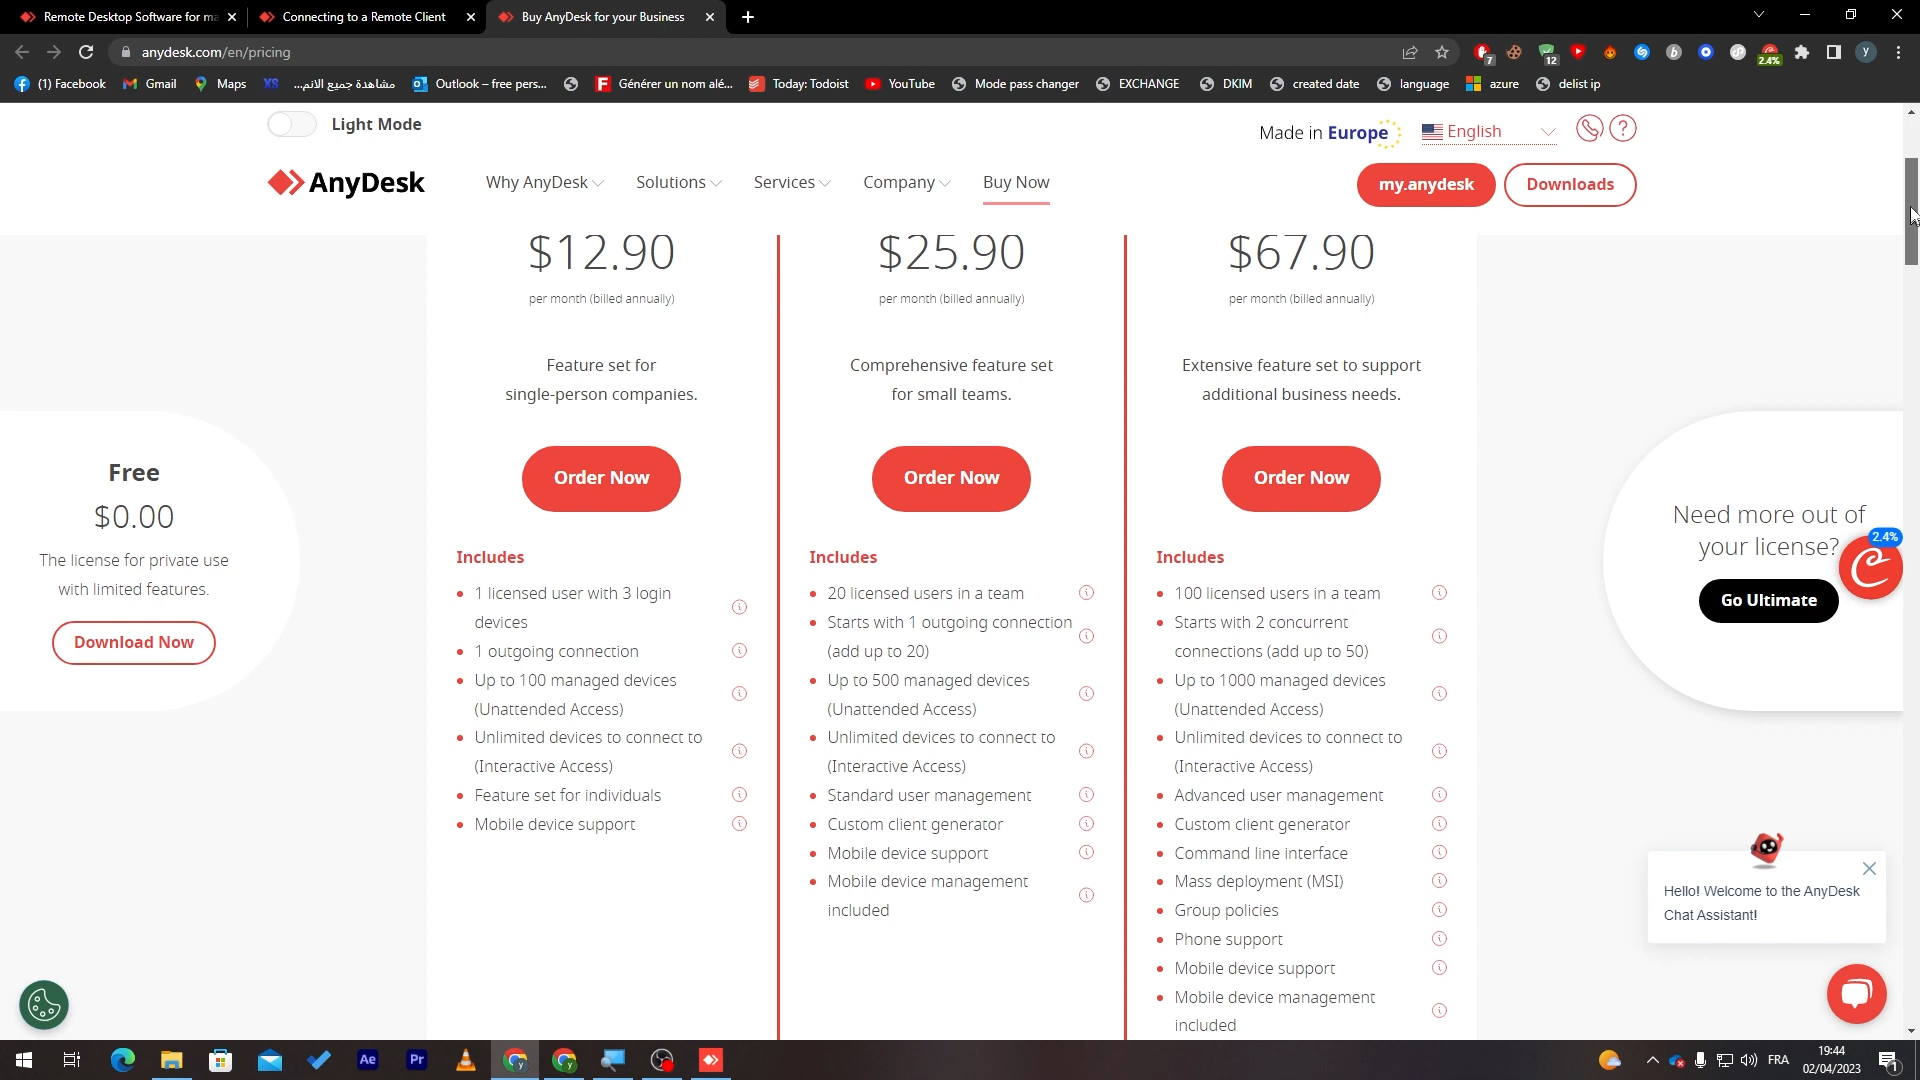 Remote Desktop Software for ma
Connecting to a Remote Client
Buy AnyDesk for your Business
anydesk.com/en/pricing
7
12
2.4%
y
(1) Facebook
Gmail
Maps
XS
مشاهدة جميع الانم...
Outlook – free pers...
Générer un nom alé...
Today: Todoist
YouTube
Mode pass changer
EXCHANGE
DKIM
created date
language
azure
delist ip
Light Mode
Made in Europe
English
AnyDesk
Why AnyDesk
Solutions
Services
Company
Buy Now
my.anydesk
Downloads
$12.90
per month (billed annually)
Feature set for
single-person companies.
Order Now
Includes
1 licensed user with 3 login
devices
1 outgoing connection
Up to 100 managed devices
(Unattended Access)
Unlimited devices to connect to
(Interactive Access)
Feature set for individuals
Mobile device support
$25.90
per month (billed annually)
Comprehensive feature set
for small teams.
Order Now
Includes
20 licensed users in a team
Starts with 1 outgoing connection
(add up to 20)
Up to 500 managed devices
(Unattended Access)
Unlimited devices to connect to
(Interactive Access)
Standard user management
Custom client generator
Mobile device support
Mobile device management
included
$67.90
per month (billed annually)
Extensive feature set to support
additional business needs.
Order Now
Includes
100 licensed users in a team
Starts with 2 concurrent
connections (add up to 50)
Up to 1000 managed devices
(Unattended Access)
Unlimited devices to connect to
(Interactive Access)
Advanced user management
Custom client generator
Command line interface
Mass deployment (MSI)
Group policies
Phone support
Mobile device support
Mobile device management
included
Free
$0.00
The license for private use
with limited features.
Download Now
Need more out of
your license?
Go Ultimate
2.4%
Hello! Welcome to the AnyDesk
Chat Assistant!
Ae
Pr
FRA
19:44
02/04/2023
1